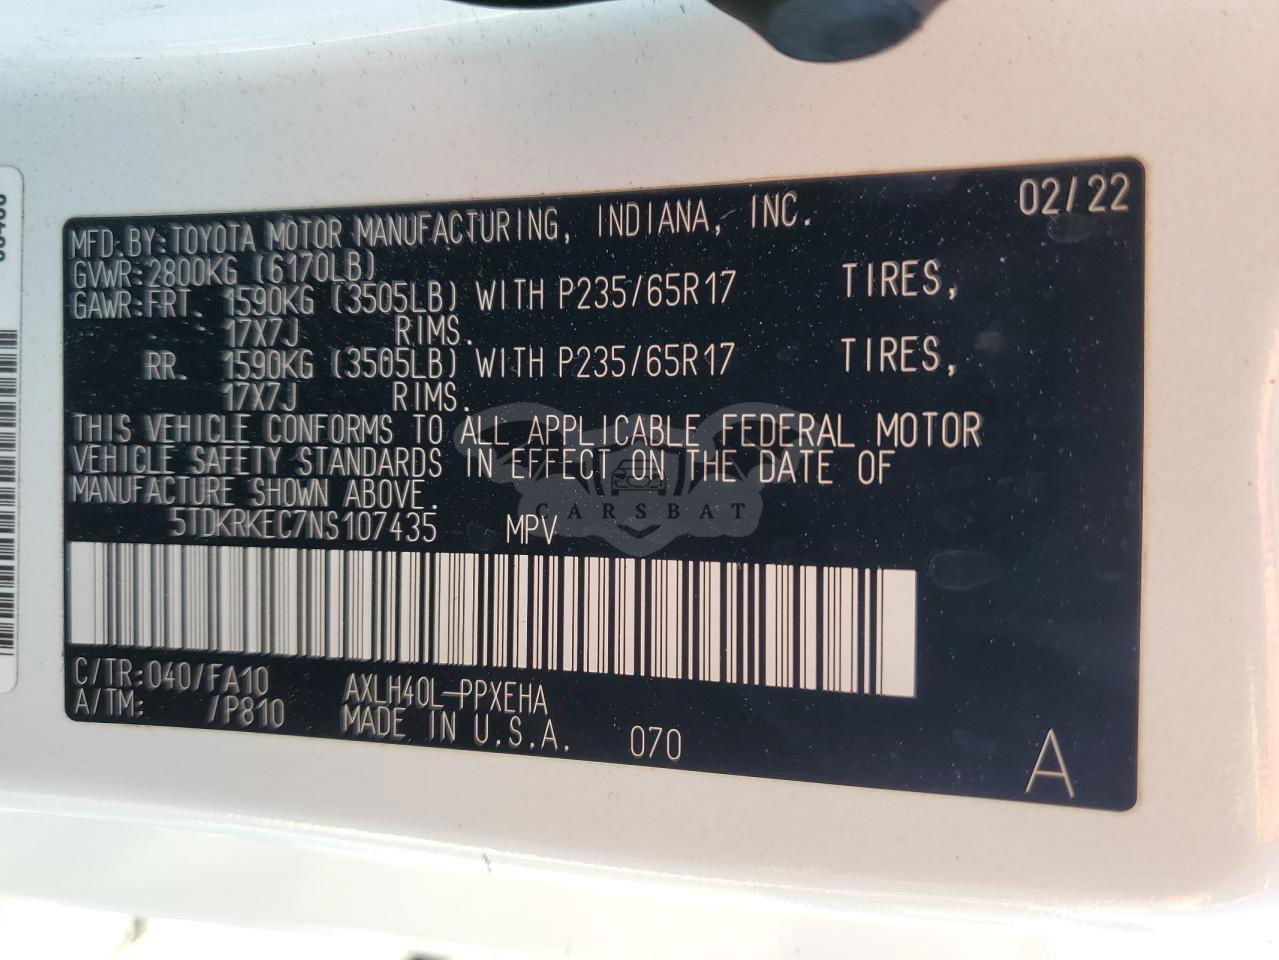 02/22
MFD.BY:TOYOTA MOTOR MANUFACTURING, INDIANA, INC.
GVWR:2800KG (6170LB)
GAWR:FRT. 1590KG (3505LB) WITH P235/65R17 TIRES,
17X7J RIMS.
RR. 1590KG (3505LB) WITH P235/65R17 TIRES,
17X7J RIMS.
THIS VEHICLE CONFORMS TO ALL APPLICABLE FEDERAL MOTOR
VEHICLE SAFETY STANDARDS IN EFFECT ON THE DATE OF
MANUFACTURE SHOWN ABOVE.
CARSBAT
5TDKRKEC7NS107435 MPV
C/TR:040/FA10 AXLH40L-PPXEHA
A/TM: /P810 MADE IN U.S.A. 070
A